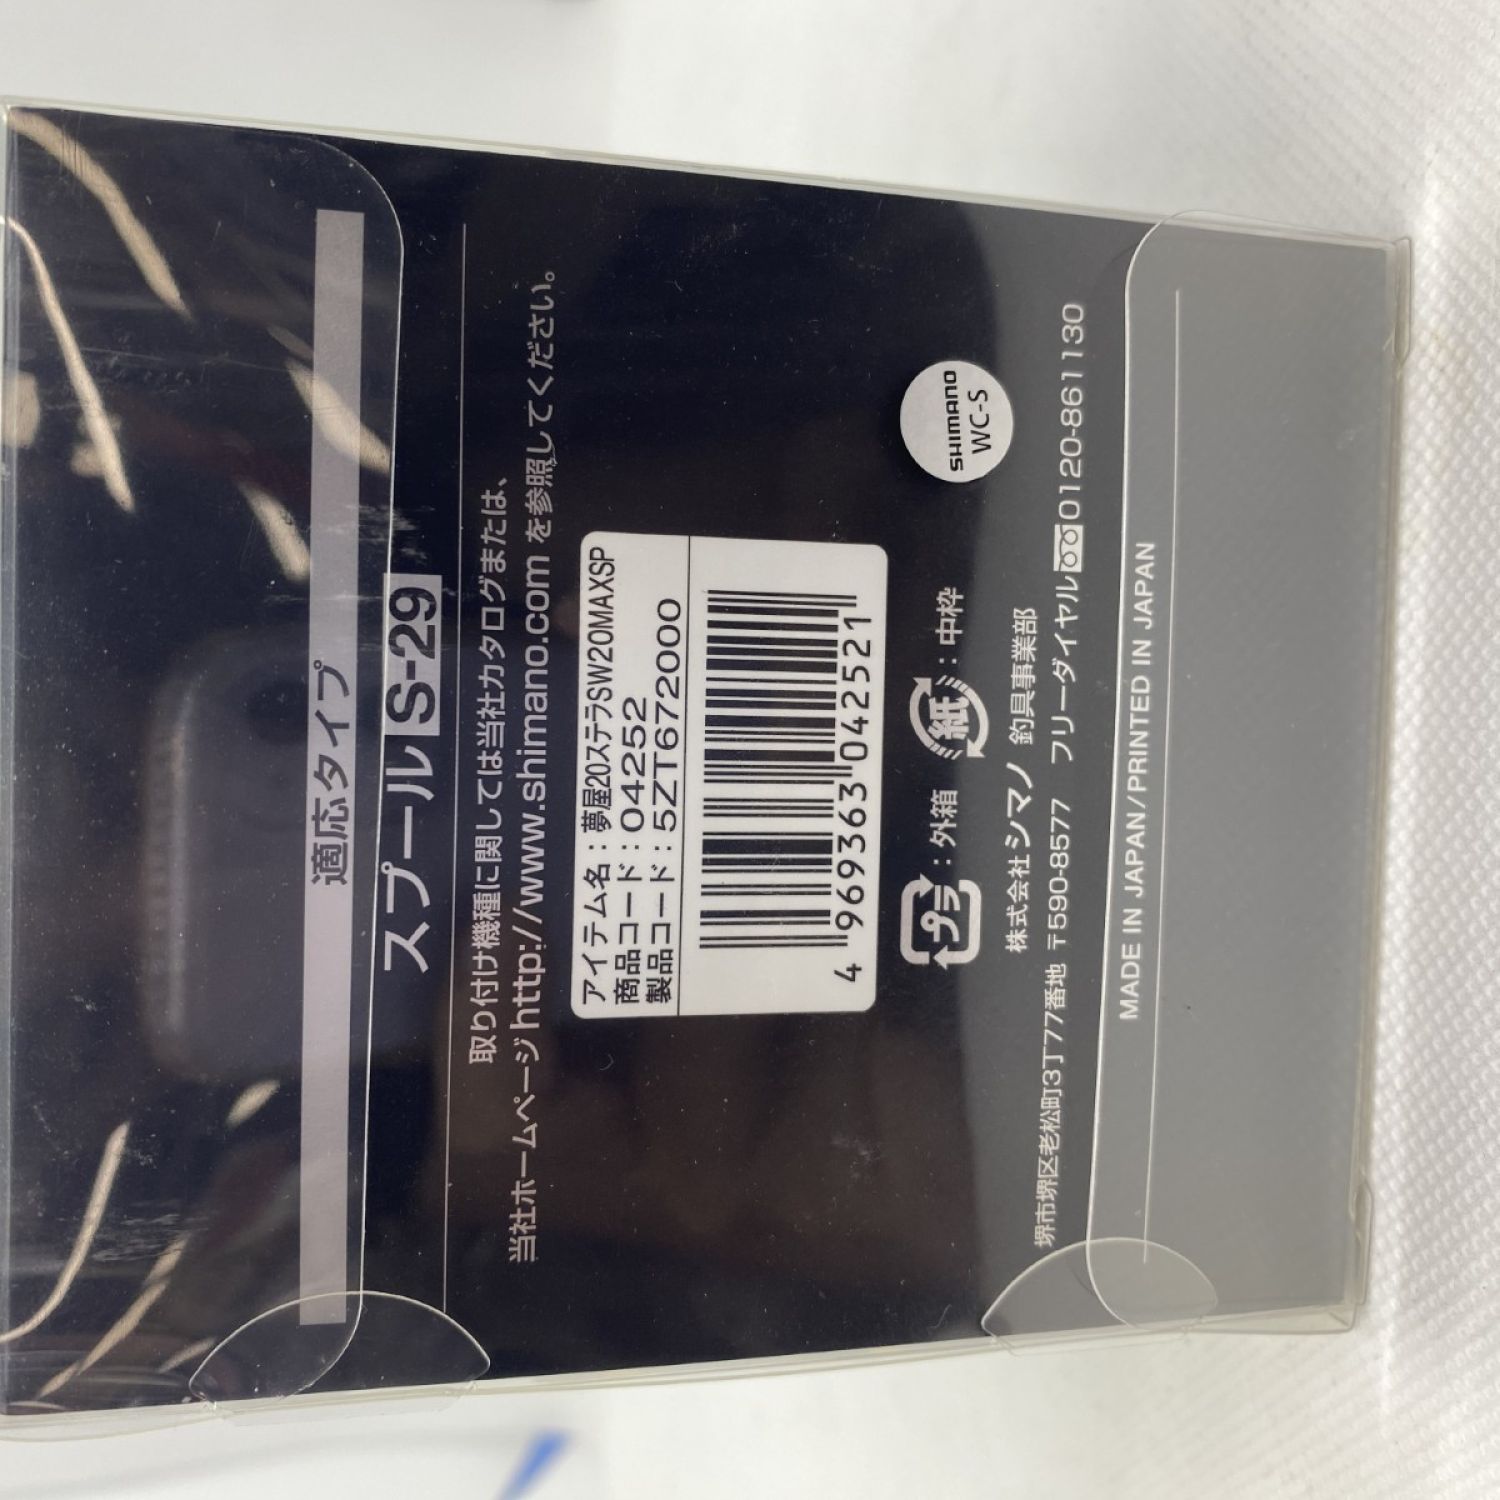 適応タイプ
スプール S-29
取り付け機種に関しては当社カタログまたは、
当社ホームページhttp://www.shimano.comを参照してください。
アイテム名：夢屋20ステラSW20MAXSP
商品コード：04252
製品コード：5ZT672000
4 969363 042521
プラ：外箱 紙：中枠
SHIMANO
WC-S
株式会社シマノ 釣具事業部
堺市堺区老松町3丁77番地 〒590-8577 フリーダイヤル 0120-861130
MADE IN JAPAN/PRINTED IN JAPAN